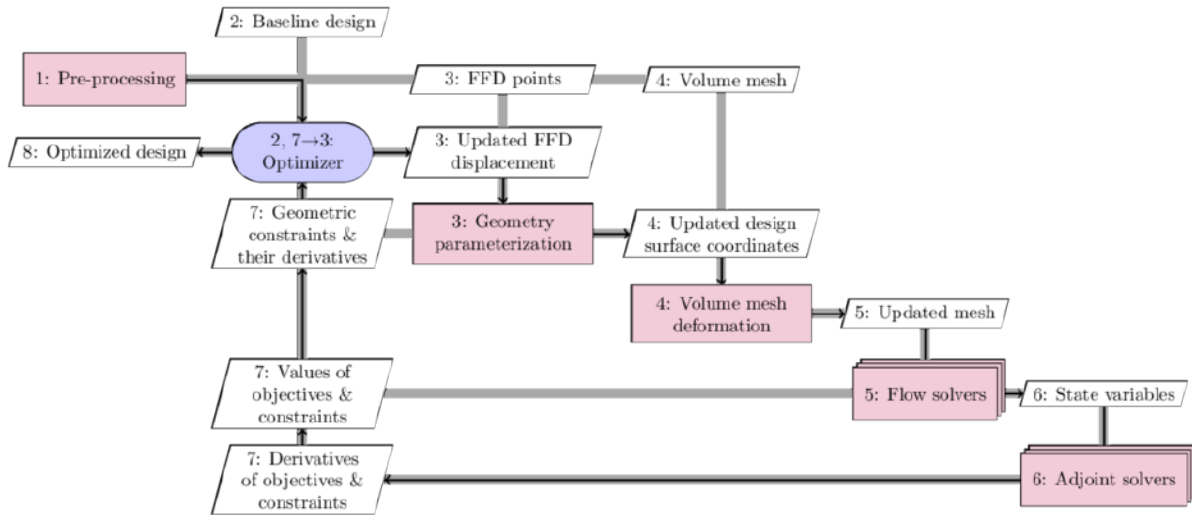 2: Baseline design
1: Pre-processing
3: FFD points
4: Volume mesh
8: Optimized design
2, 7→3:
Optimizer
3: Updated FFD
displacement
7: Geometric
constraints &
their derivatives
3: Geometry
parameterization
4: Updated design
surface coordinates
4: Volume mesh
deformation
5: Updated mesh
7: Values of
objectives &
constraints
5: Flow solvers
6: State variables
7: Derivatives
of objectives &
constraints
6: Adjoint solvers